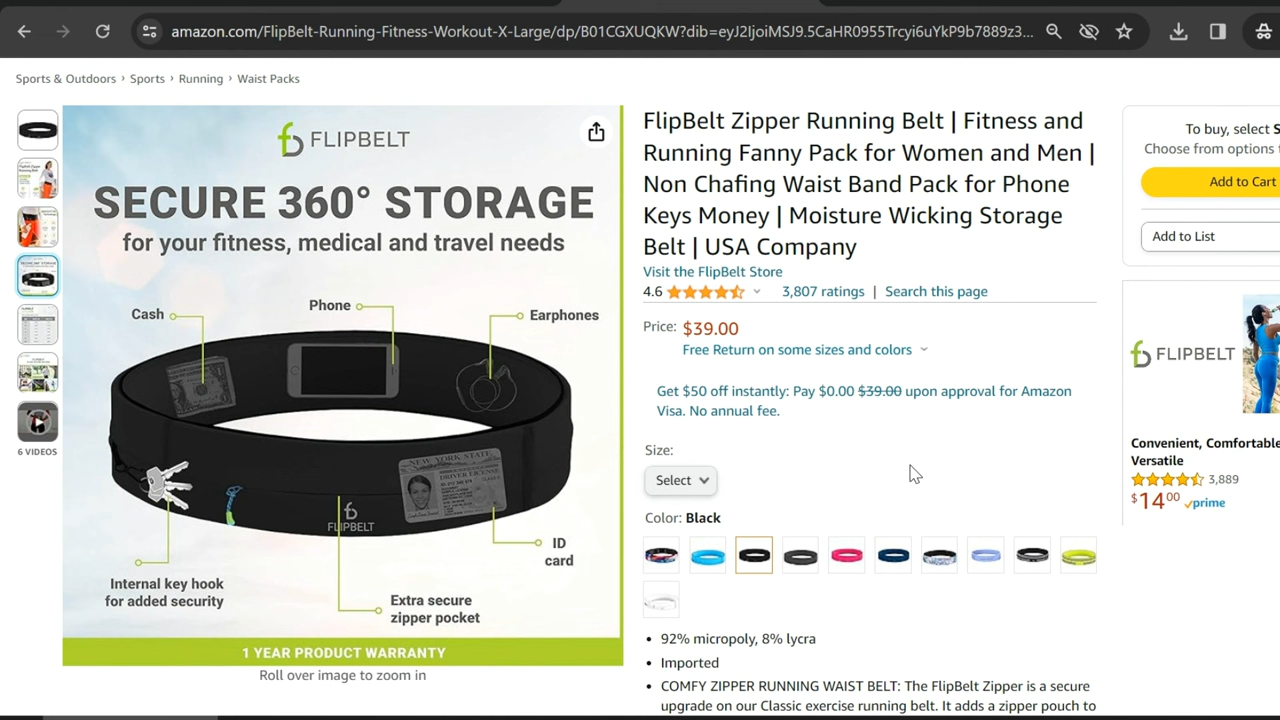 amazon.com/FlipBelt-Running-Fitness-Workout-X-Large/dp/B01CGXUQKW?dib=eyJ2IjoiMSJ9.5CaHR0955Trcyi6uYkP9b7889z3...
Sports & Outdoors › Sports › Running › Waist Packs
FLIPBELT
SECURE 360° STORAGE
for your fitness, medical and travel needs
Cash
Phone
Earphones
NEW YORK STATE
DRIVER LICENSE
FLIPBELT
ID
card
Internal key hook
for added security
Extra secure
zipper pocket
1 YEAR PRODUCT WARRANTY
Roll over image to zoom in
6 VIDEOS
FlipBelt Zipper Running Belt | Fitness and
Running Fanny Pack for Women and Men |
Non Chafing Waist Band Pack for Phone
Keys Money | Moisture Wicking Storage
Belt | USA Company
Visit the FlipBelt Store
4.6
3,807 ratings | Search this page
Price: $39.00
Free Return on some sizes and colors
Get $50 off instantly: Pay $0.00 $39.00 upon approval for Amazon
Visa. No annual fee.
Size:
Select
Color: Black
• 92% micropoly, 8% lycra
• Imported
• COMFY ZIPPER RUNNING WAIST BELT: The FlipBelt Zipper is a secure
upgrade on our Classic exercise running belt. It adds a zipper pouch to
To buy, select S
Choose from options
Add to Cart
Add to List
FLIPBELT
Convenient, Comfortable
Versatile
3,889
$14.00 prime